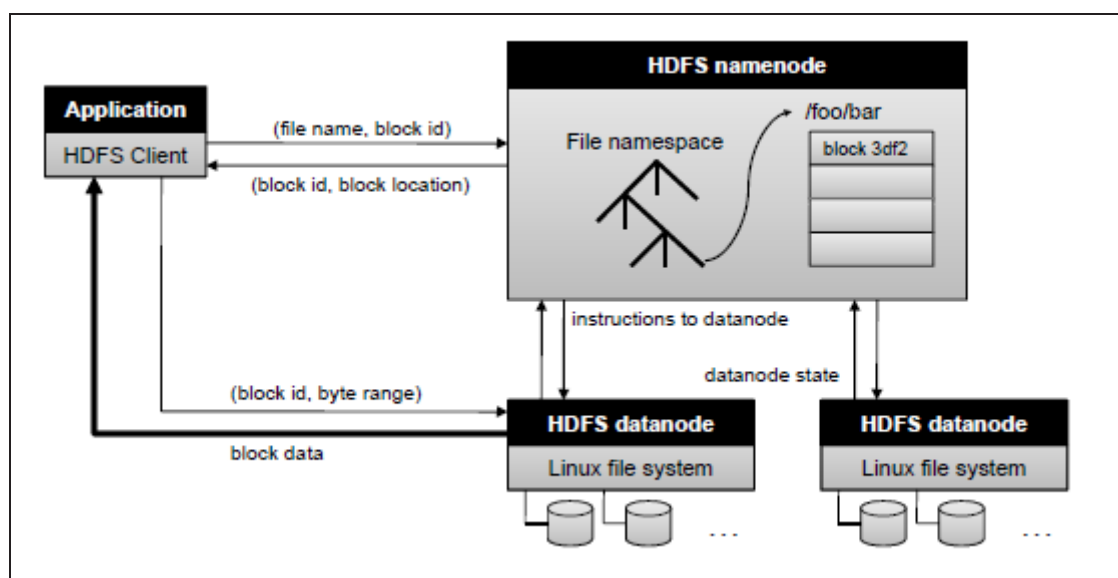 HDFS namenode
Application
HDFS Client
(file name, block id)
(block id, block location)
File namespace
/foo/bar
block 3df2
instructions to datanode
datanode state
(block id, byte range)
block data
HDFS datanode
Linux file system
. . .
HDFS datanode
Linux file system
. . .